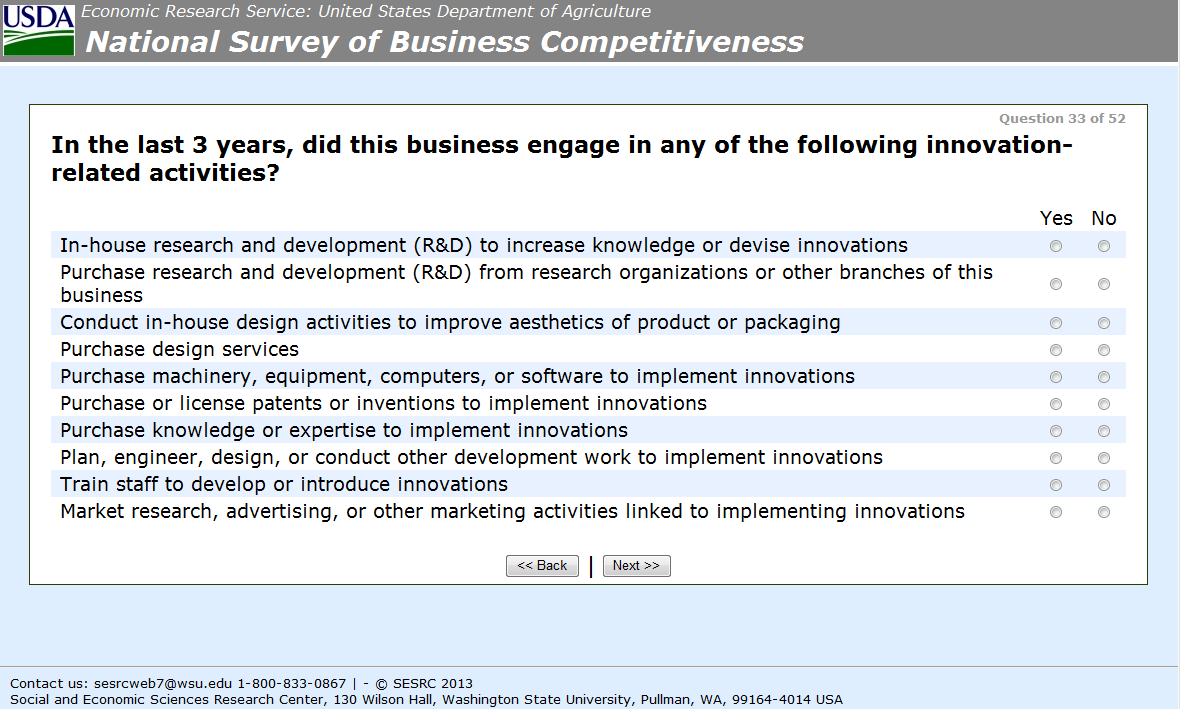 USDA
Economic Research Service: United States Department of Agriculture
National Survey of Business Competitiveness
Question 33 of 52
In the last 3 years, did this business engage in any of the following innovation-
related activities?
Yes No
In-house research and development (R&D) to increase knowledge or devise innovations
Purchase research and development (R&D) from research organizations or other branches of this
business
Conduct in-house design activities to improve aesthetics of product or packaging
Purchase design services
Purchase machinery, equipment, computers, or software to implement innovations
Purchase or license patents or inventions to implement innovations
Purchase knowledge or expertise to implement innovations
Plan, engineer, design, or conduct other development work to implement innovations
Train staff to develop or introduce innovations
Market research, advertising, or other marketing activities linked to implementing innovations
<< Back | Next >>
Contact us: sesrcweb7@wsu.edu 1-800-833-0867 | - © SESRC 2013
Social and Economic Sciences Research Center, 130 Wilson Hall, Washington State University, Pullman, WA, 99164-4014 USA